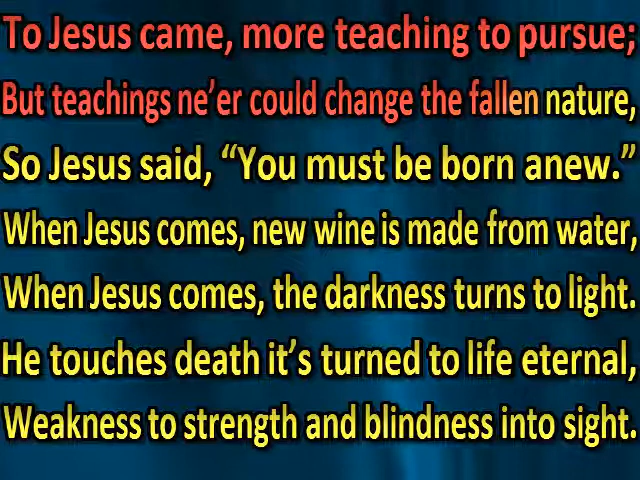 To Jesus came, more teaching to pursue;
But teachings ne’er could change the fallen nature,
So Jesus said, “You must be born anew.”
When Jesus comes, new wine is made from water,
When Jesus comes, the darkness turns to light.
He touches death it’s turned to life eternal,
Weakness to strength and blindness into sight.